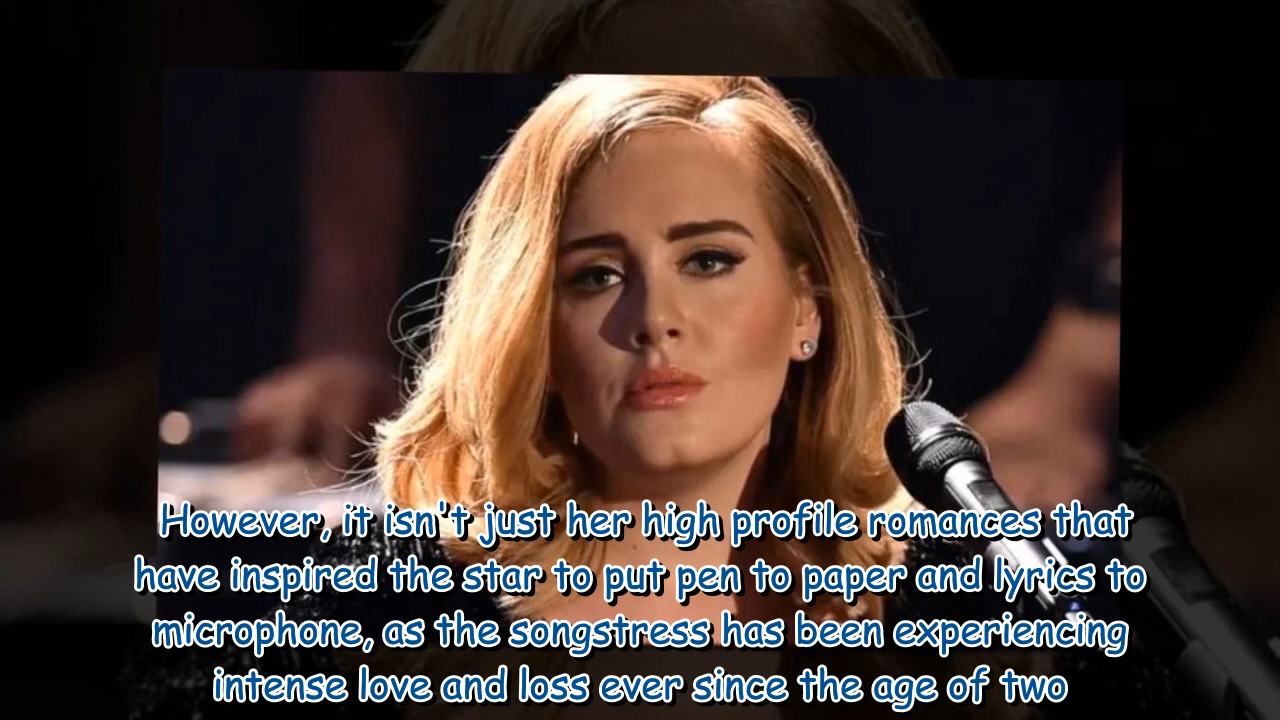 However, it isn't just her high profile romances that
have inspired the star to put pen to paper and lyrics to
microphone, as the songstress has been experiencing
intense love and loss ever since the age of two